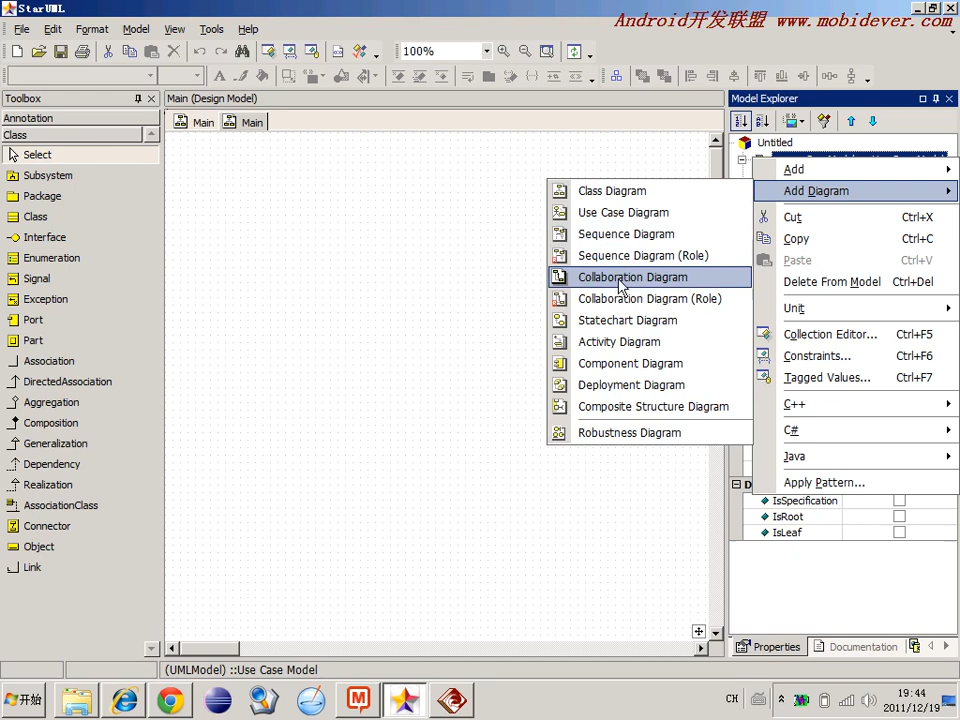 StarUML
Android开发联盟 www.mobidever.com
File Edit Format Model View Tools Help
100%
Toolbox
Main (Design Model)
Model Explorer
Annotation
Class
Main
Main
Untitled
Select
Subsystem
Package
Class
Interface
Enumeration
Signal
Exception
Port
Part
Association
DirectedAssociation
Aggregation
Composition
Generalization
Dependency
Realization
AssociationClass
Connector
Object
Link
Class Diagram
Use Case Diagram
Sequence Diagram
Sequence Diagram (Role)
Collaboration Diagram
Collaboration Diagram (Role)
Statechart Diagram
Activity Diagram
Component Diagram
Deployment Diagram
Composite Structure Diagram
Robustness Diagram
Add
Add Diagram
Cut Ctrl+X
Copy Ctrl+C
Paste Ctrl+V
Delete From Model Ctrl+Del
Unit
Collection Editor... Ctrl+F5
Constraints... Ctrl+F6
Tagged Values... Ctrl+F7
C++
C#
Java
Apply Pattern...
D
IsSpecification
IsRoot
IsLeaf
Properties Documentation
(UMLModel) ::Use Case Model
开始
CH
19:44
2011/12/19